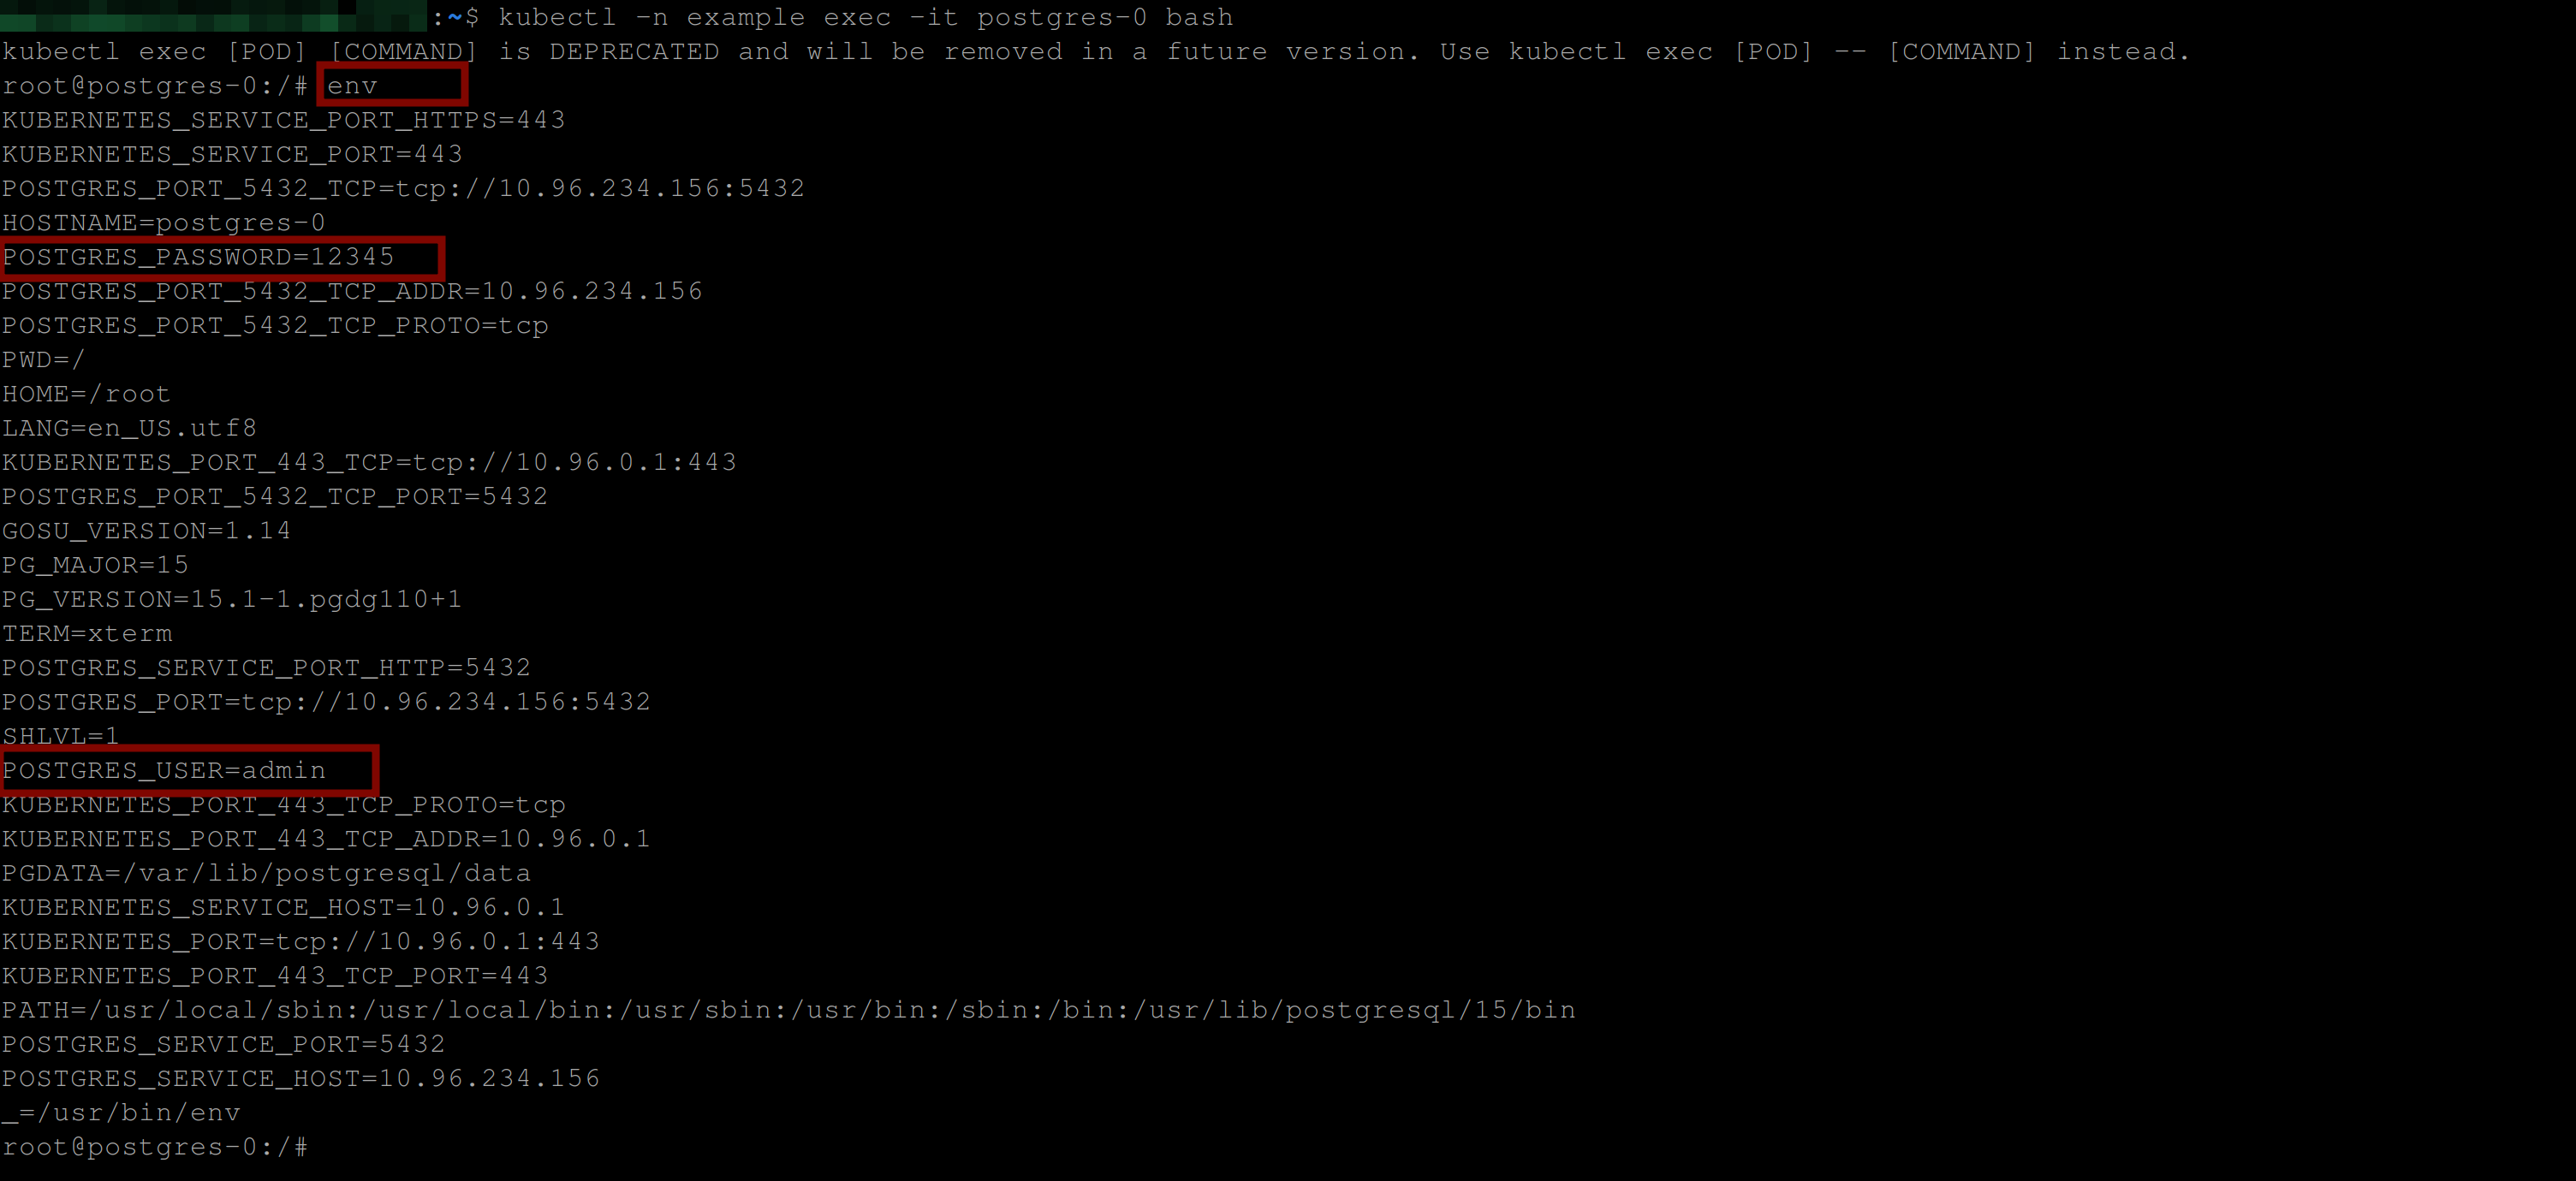 :~$ kubectl -n example exec -it postgres-0 bash
kubectl exec [POD] [COMMAND] is DEPRECATED and will be removed in a future version. Use kubectl exec [POD] -- [COMMAND] instead.
root@postgres-0:/# env
KUBERNETES_SERVICE_PORT_HTTPS=443
KUBERNETES_SERVICE_PORT=443
POSTGRES_PORT_5432_TCP=tcp://10.96.234.156:5432
HOSTNAME=postgres-0
POSTGRES_PASSWORD=12345
POSTGRES_PORT_5432_TCP_ADDR=10.96.234.156
POSTGRES_PORT_5432_TCP_PROTO=tcp
PWD=/
HOME=/root
LANG=en_US.utf8
KUBERNETES_PORT_443_TCP=tcp://10.96.0.1:443
POSTGRES_PORT_5432_TCP_PORT=5432
GOSU_VERSION=1.14
PG_MAJOR=15
PG_VERSION=15.1-1.pgdg110+1
TERM=xterm
POSTGRES_SERVICE_PORT_HTTP=5432
POSTGRES_PORT=tcp://10.96.234.156:5432
SHLVL=1
POSTGRES_USER=admin
KUBERNETES_PORT_443_TCP_PROTO=tcp
KUBERNETES_PORT_443_TCP_ADDR=10.96.0.1
PGDATA=/var/lib/postgresql/data
KUBERNETES_SERVICE_HOST=10.96.0.1
KUBERNETES_PORT=tcp://10.96.0.1:443
KUBERNETES_PORT_443_TCP_PORT=443
PATH=/usr/local/sbin:/usr/local/bin:/usr/sbin:/usr/bin:/sbin:/bin:/usr/lib/postgresql/15/bin
POSTGRES_SERVICE_PORT=5432
POSTGRES_SERVICE_HOST=10.96.234.156
_=/usr/bin/env
root@postgres-0:/#